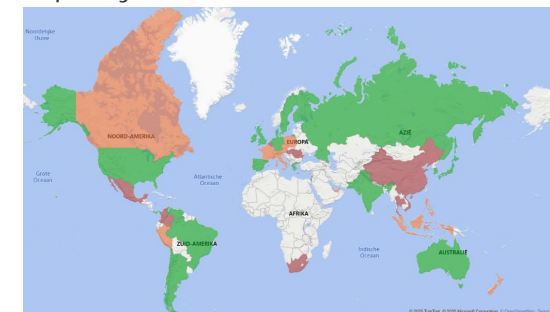 Noordelijke
IJszee
NOORD-AMERIKA
EUROPA
AZIË
Grote
Oceaan
Atlantische
Oceaan
AFRIKA
ZUID-AMERIKA
Indische
Oceaan
AUSTRALIË